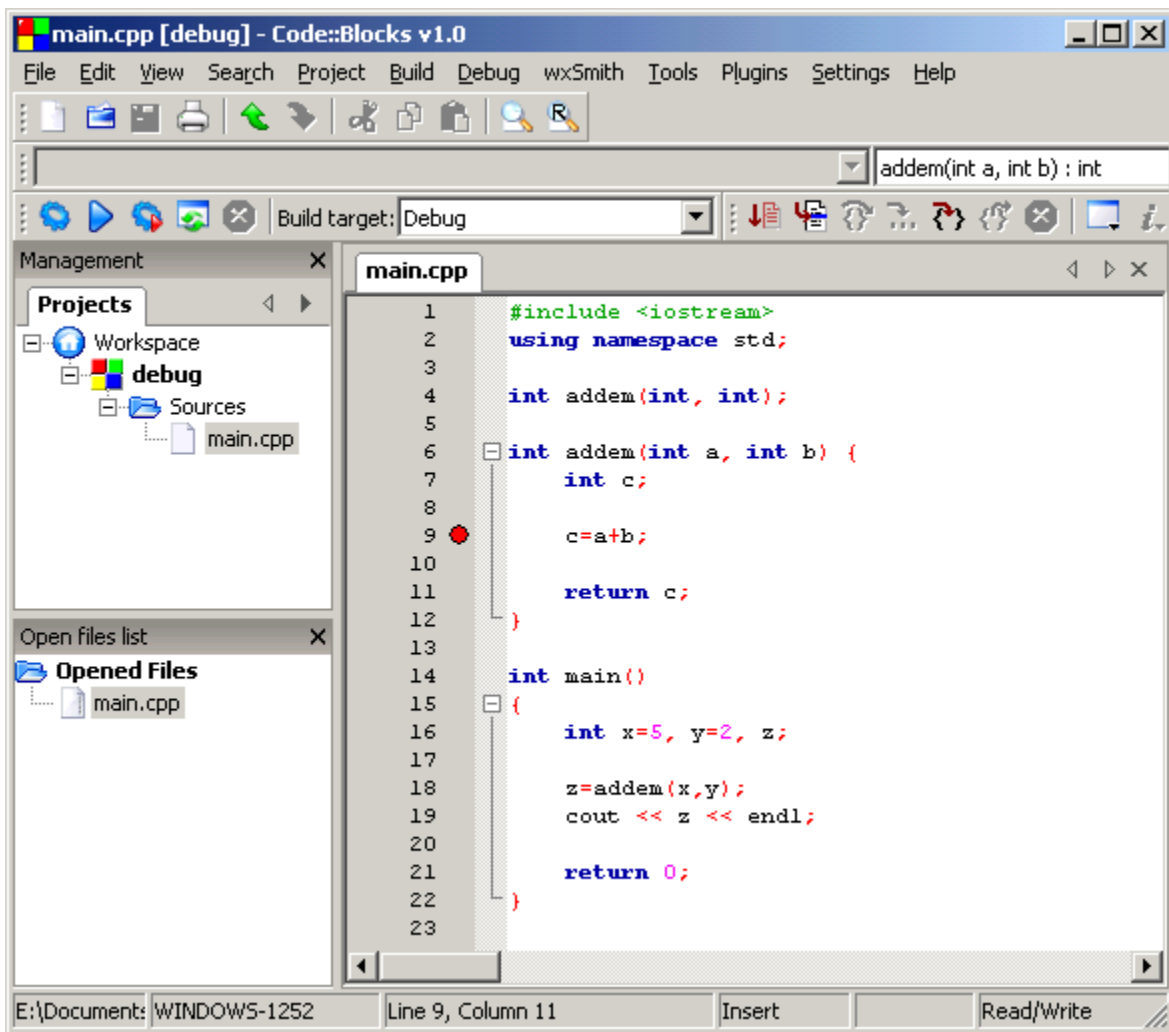 main.cpp [debug] - Code::Blocks v1.0
File Edit View Search Project Build Debug wxSmith Tools Plugins Settings Help
R
addem(int a, int b) : int
Build target: Debug
Management
Projects
Workspace
debug
Sources
main.cpp
Open files list
Opened Files
main.cpp
main.cpp
1 #include <iostream>
2 using namespace std;
3
4 int addem(int, int);
5
6 int addem(int a, int b) {
7 int c;
8
9 c=a+b;
10
11 return c;
12 }
13
14 int main()
15 {
16 int x=5, y=2, z;
17
18 z=addem(x,y);
19 cout << z << endl;
20
21 return 0;
22 }
23
E:\Documents WINDOWS-1252 Line 9, Column 11 Insert Read/Write